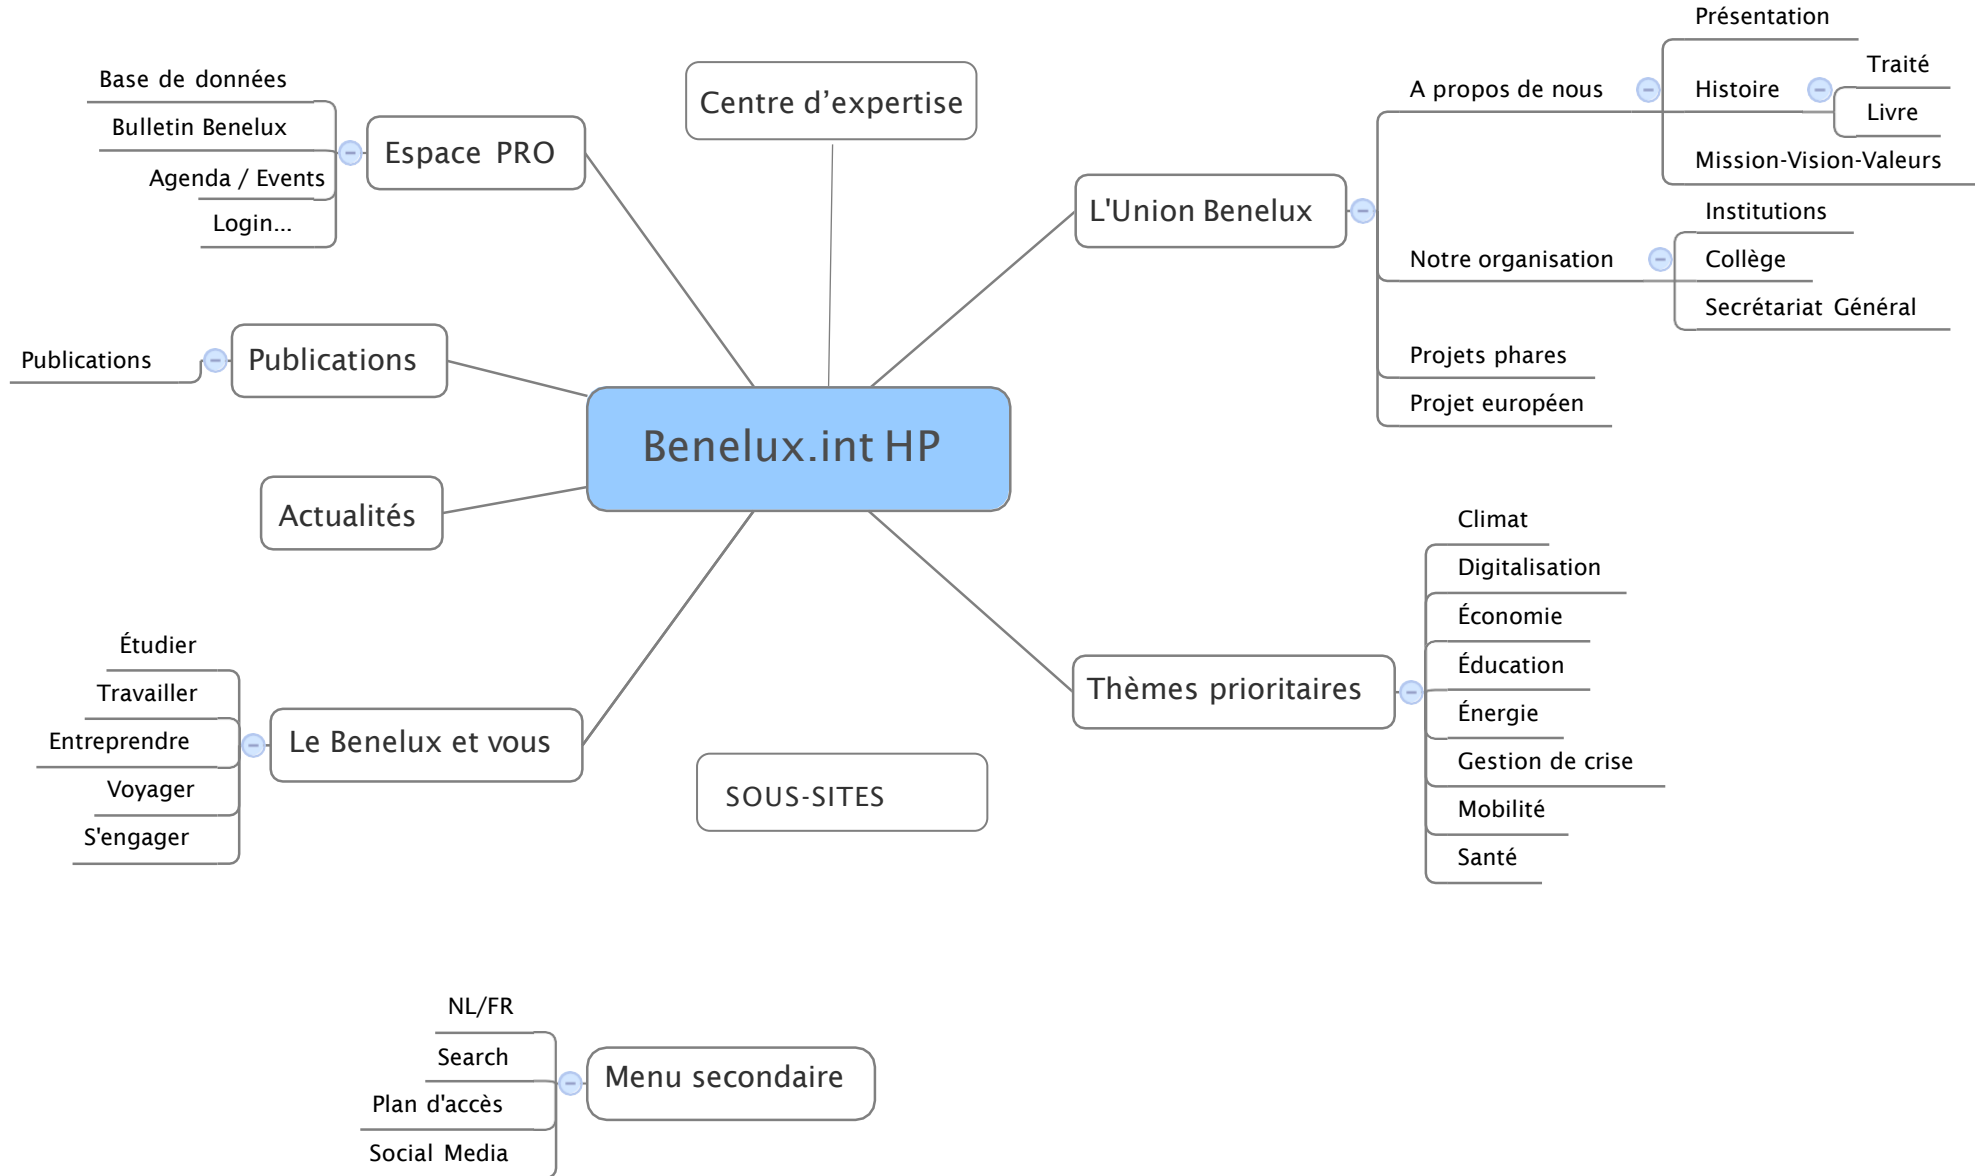 Benelux.int HP
Centre d’expertise
L'Union Benelux
A propos de nous
Présentation
Histoire
Traité
Livre
Mission-Vision-Valeurs
Notre organisation
Institutions
Collège
Secrétariat Général
Projets phares
Projet européen
Thèmes prioritaires
Climat
Digitalisation
Économie
Éducation
Énergie
Gestion de crise
Mobilité
Santé
SOUS-SITES
Espace PRO
Base de données
Bulletin Benelux
Agenda / Events
Login...
Publications
Publications
Actualités
Le Benelux et vous
Étudier
Travailler
Entreprendre
Voyager
S'engager
Menu secondaire
NL/FR
Search
Plan d'accès
Social Media